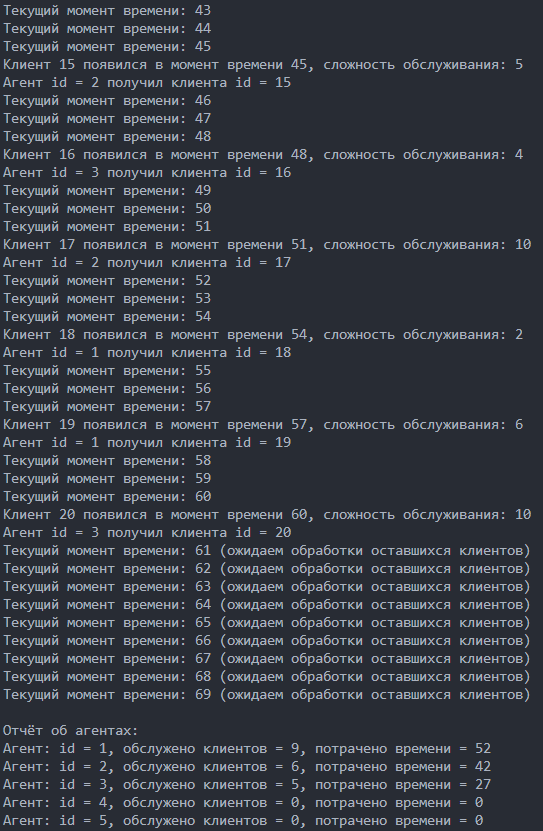 Текущий момент времени: 43
Текущий момент времени: 44
Текущий момент времени: 45
Клиент 15 появился в момент времени 45, сложность обслуживания: 5
Агент id = 2 получил клиента id = 15
Текущий момент времени: 46
Текущий момент времени: 47
Текущий момент времени: 48
Клиент 16 появился в момент времени 48, сложность обслуживания: 4
Агент id = 3 получил клиента id = 16
Текущий момент времени: 49
Текущий момент времени: 50
Текущий момент времени: 51
Клиент 17 появился в момент времени 51, сложность обслуживания: 10
Агент id = 2 получил клиента id = 17
Текущий момент времени: 52
Текущий момент времени: 53
Текущий момент времени: 54
Клиент 18 появился в момент времени 54, сложность обслуживания: 2
Агент id = 1 получил клиента id = 18
Текущий момент времени: 55
Текущий момент времени: 56
Текущий момент времени: 57
Клиент 19 появился в момент времени 57, сложность обслуживания: 6
Агент id = 1 получил клиента id = 19
Текущий момент времени: 58
Текущий момент времени: 59
Текущий момент времени: 60
Клиент 20 появился в момент времени 60, сложность обслуживания: 10
Агент id = 3 получил клиента id = 20
Текущий момент времени: 61 (ожидаем обработки оставшихся клиентов)
Текущий момент времени: 62 (ожидаем обработки оставшихся клиентов)
Текущий момент времени: 63 (ожидаем обработки оставшихся клиентов)
Текущий момент времени: 64 (ожидаем обработки оставшихся клиентов)
Текущий момент времени: 65 (ожидаем обработки оставшихся клиентов)
Текущий момент времени: 66 (ожидаем обработки оставшихся клиентов)
Текущий момент времени: 67 (ожидаем обработки оставшихся клиентов)
Текущий момент времени: 68 (ожидаем обработки оставшихся клиентов)
Текущий момент времени: 69 (ожидаем обработки оставшихся клиентов)
Отчёт об агентах:
Агент: id = 1, обслужено клиентов = 9, потрачено времени = 52
Агент: id = 2, обслужено клиентов = 6, потрачено времени = 42
Агент: id = 3, обслужено клиентов = 5, потрачено времени = 27
Агент: id = 4, обслужено клиентов = 0, потрачено времени = 0
Агент: id = 5, обслужено клиентов = 0, потрачено времени = 0